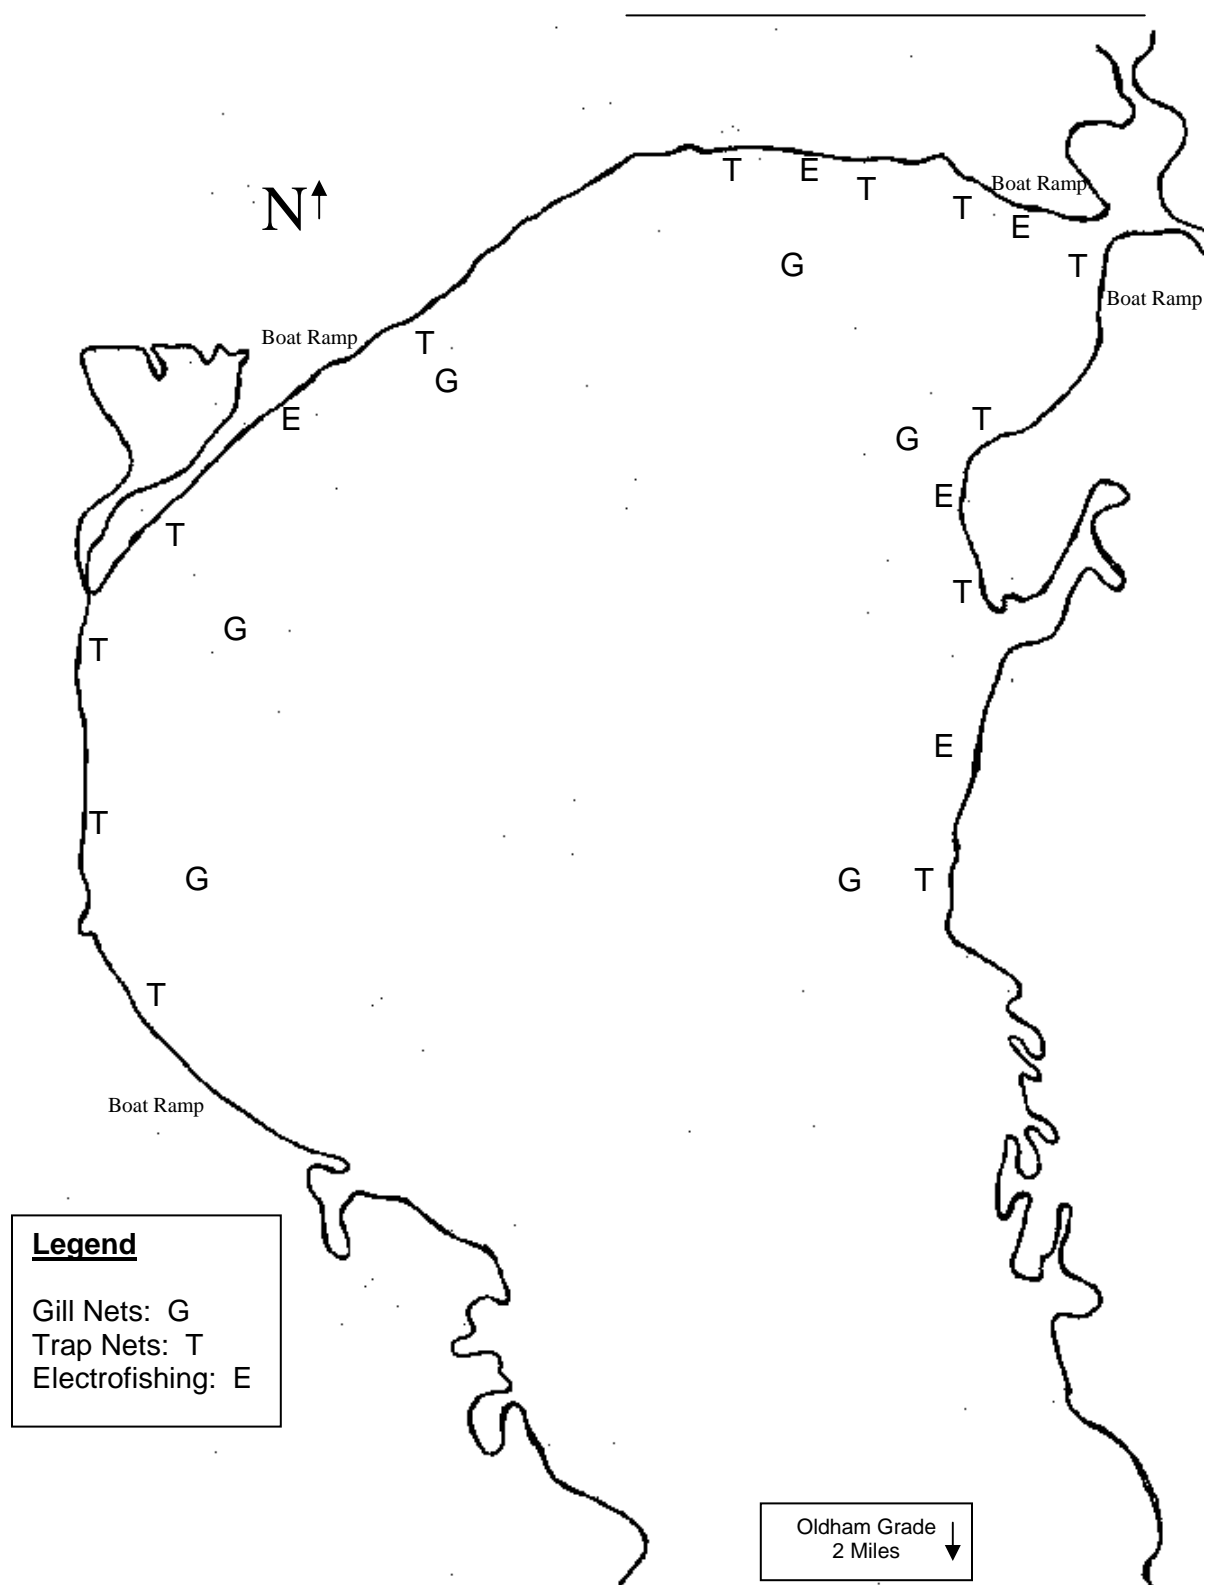 T E T
Boat Ramp
T
E
N
G
T
Boat Ramp
Boat Ramp
T
G
E
T
G
E
T
T
G
T
E
T
G
G T
T
Boat Ramp
Legend
Gill Nets: G
Trap Nets: T
Electrofishing: E
Oldham Grade
2 Miles